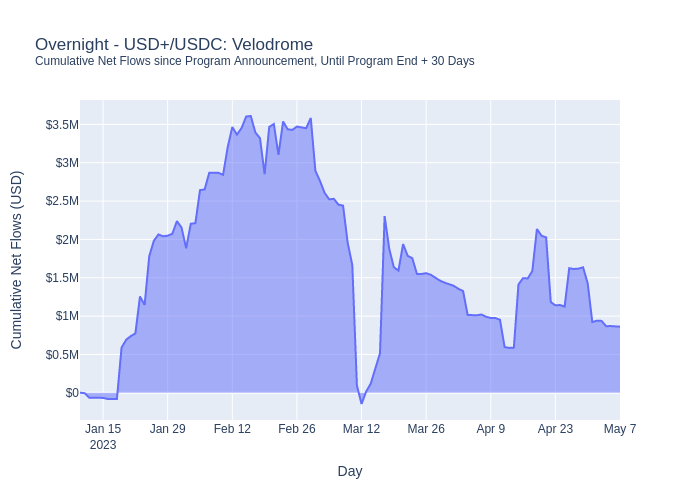 Overnight - USD+/USDC: Velodrome
Cumulative Net Flows since Program Announcement, Until Program End + 30 Days
Cumulative Net Flows (USD)
$3.5M
$3M
$2.5M
$2M
$1.5M
$1M
$0.5M
$0
Jan 15 Jan 29 Feb 12 Feb 26 Mar 12 Mar 26 Apr 9 Apr 23 May 7
2023
Day